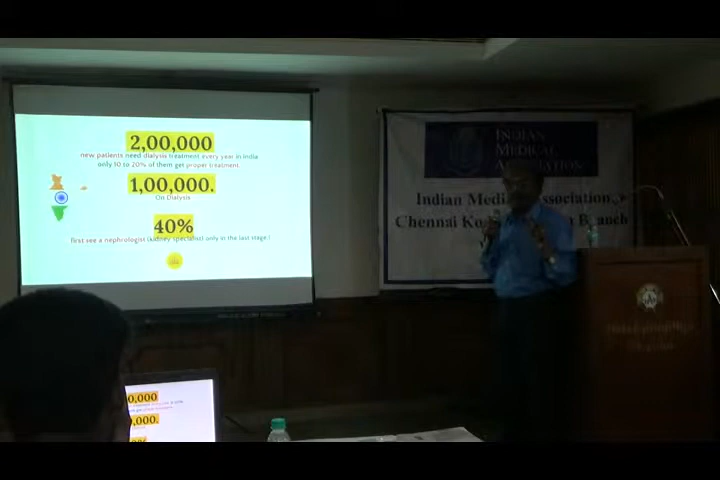 2,00,000
new patients need dialysis treatment every year in India
only 10 to 20% of them get proper treatment.
1,00,000.
On Dialysis
40%
first see a nephrologist (kidney specialist) only in the last stage.
INDIAN
MEDICAL
ASSOCIATION
Indian Medical Association
Chennai Branch
0,000
,000.